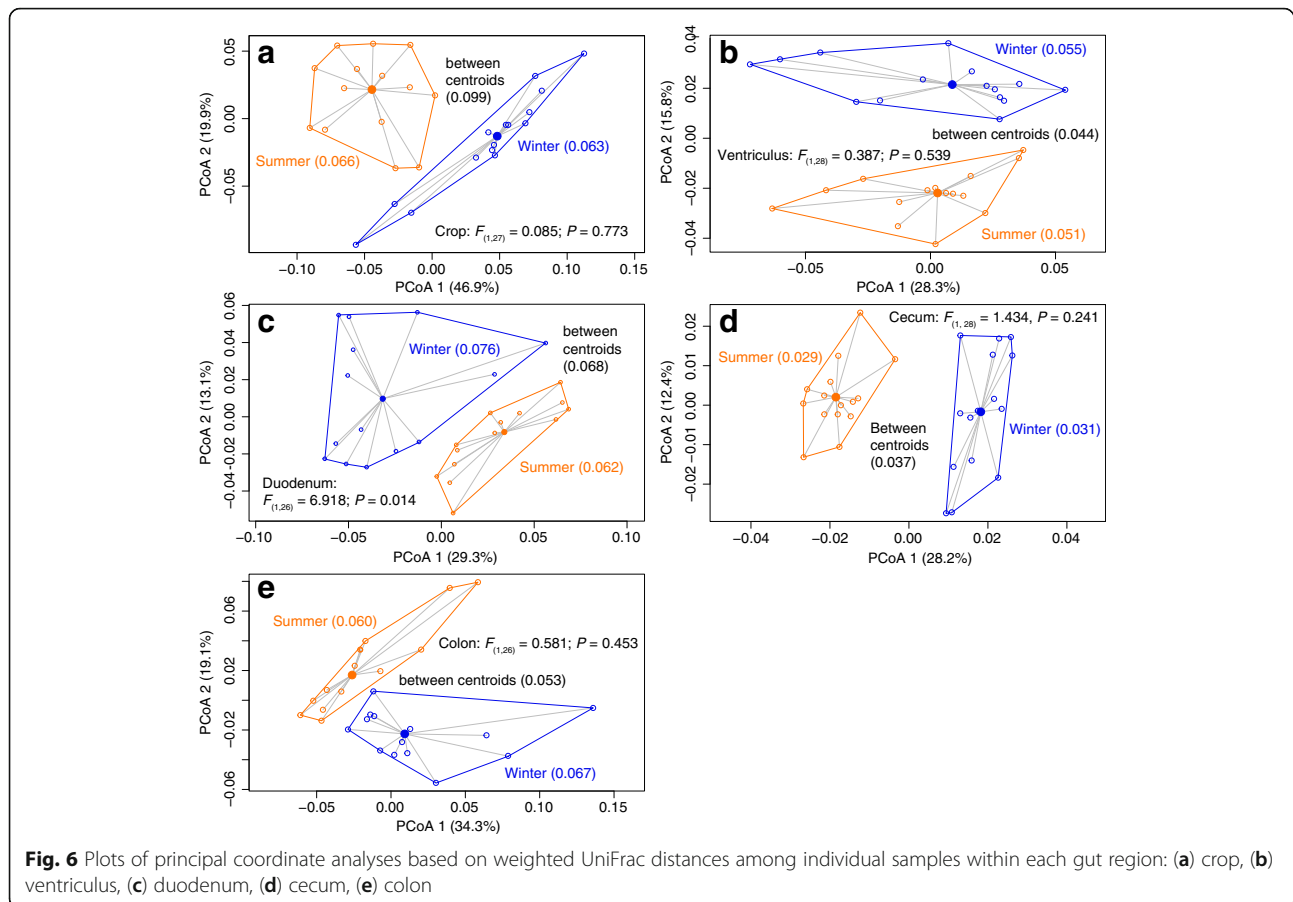 a
between
centroids
(0.099)
Summer (0.066)
Winter (0.063)
Crop: F(1,27) = 0.085; P = 0.773
PCoA 2 (19.9%)
0.05
0.00
−0.05
−0.10
−0.05
0.00
0.05
0.10
0.15
PCoA 1 (46.9%)
b
Winter (0.055)
between centroids (0.044)
Ventriculus: F(1,28) = 0.387; P = 0.539
Summer (0.051)
PCoA 2 (15.8%)
0.04
0.02
0.00
−0.02
−0.04
−0.05
0.00
0.05
PCoA 1 (28.3%)
c
between
centroids
(0.068)
Winter (0.076)
Summer (0.062)
Duodenum:
F(1,26) = 6.918; P = 0.014
PCoA 2 (13.1%)
0.06
0.04
0.02
0.00
−0.02
−0.04
−0.10
−0.05
0.00
0.05
0.10
PCoA 1 (29.3%)
d
Cecum: F(1, 28) = 1.434, P = 0.241
Summer (0.029)
Between
centroids
(0.037)
Winter (0.031)
PCoA 2 (12.4%)
0.02
0.01
0.00
−0.02
−0.04
−0.02
0.00
0.02
0.04
PCoA 1 (28.2%)
e
Summer (0.060)
Colon: F(1,26) = 0.581; P = 0.453
between centroids (0.053)
Winter (0.067)
PCoA 2 (19.1%)
0.06
0.02
−0.02
−0.06
−0.05
0.00
0.05
0.10
0.15
PCoA 1 (34.3%)
Fig. 6 Plots of principal coordinate analyses based on weighted UniFrac distances among individual samples within each gut region: (a) crop, (b)
ventriculus, (c) duodenum, (d) cecum, (e) colon